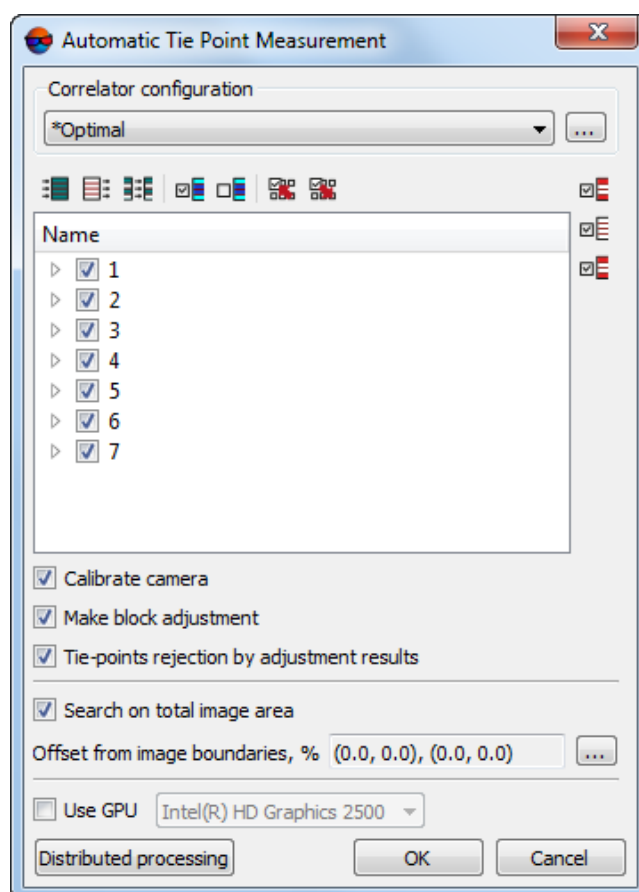 Automatic Tie Point Measurement
Correlator configuration
*Optimal
...
Name
1
2
3
4
5
6
7
Calibrate camera
Make block adjustment
Tie-points rejection by adjustment results
Search on total image area
Offset from image boundaries, % (0.0, 0.0), (0.0, 0.0) ...
Use GPU Intel(R) HD Graphics 2500
Distributed processing OK Cancel